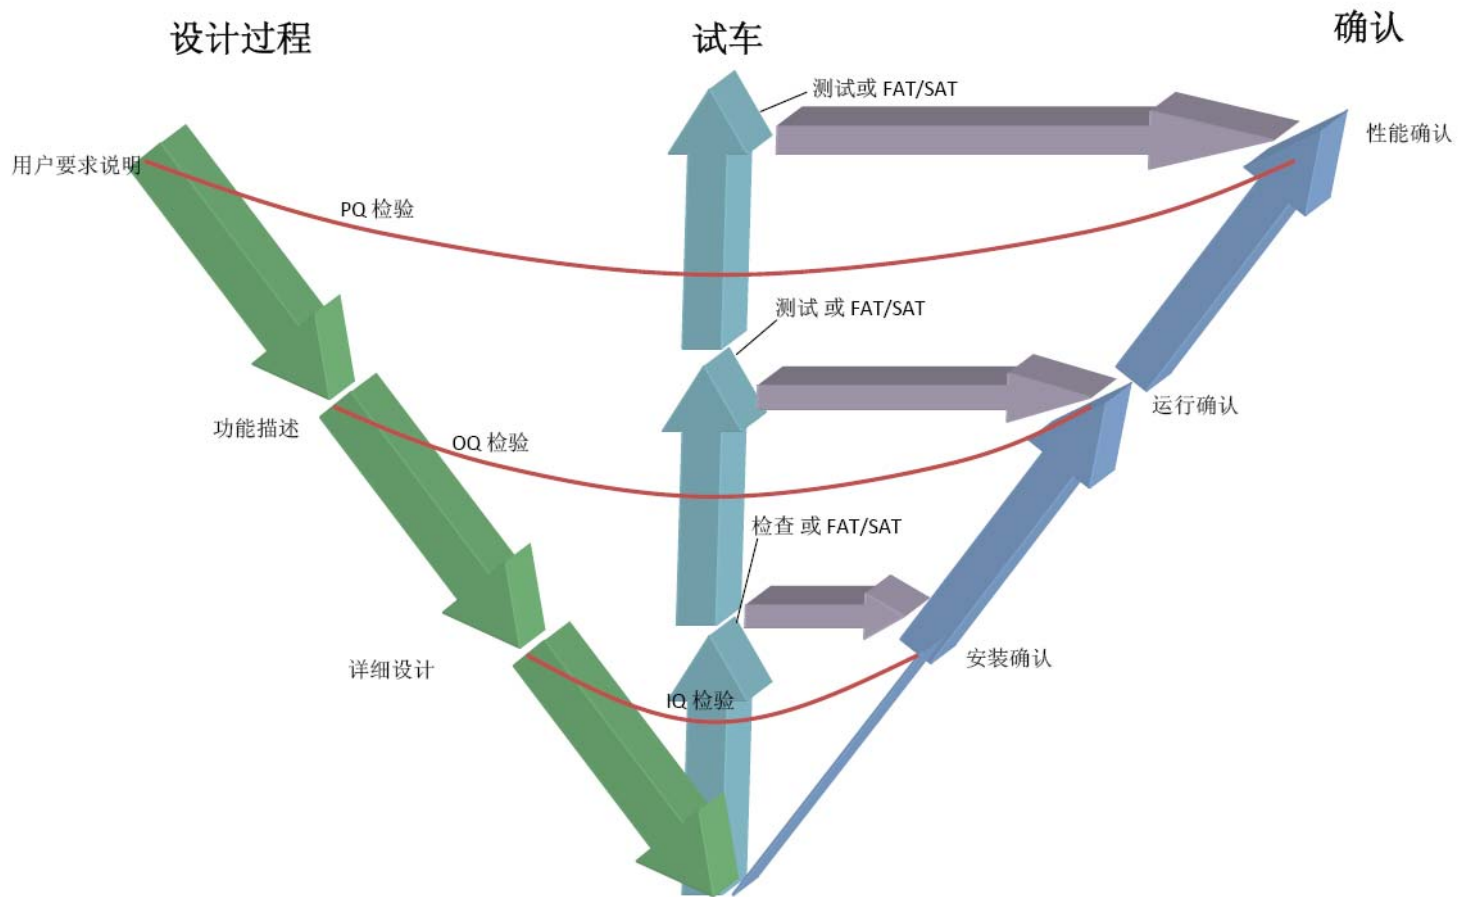 设计过程
试车
确认
测试或 FAT/SAT
性能确认
用户要求说明
PQ 检验
测试 或 FAT/SAT
运行确认
功能描述
OQ 检验
检查 或 FAT/SAT
安装确认
详细设计
IQ 检验